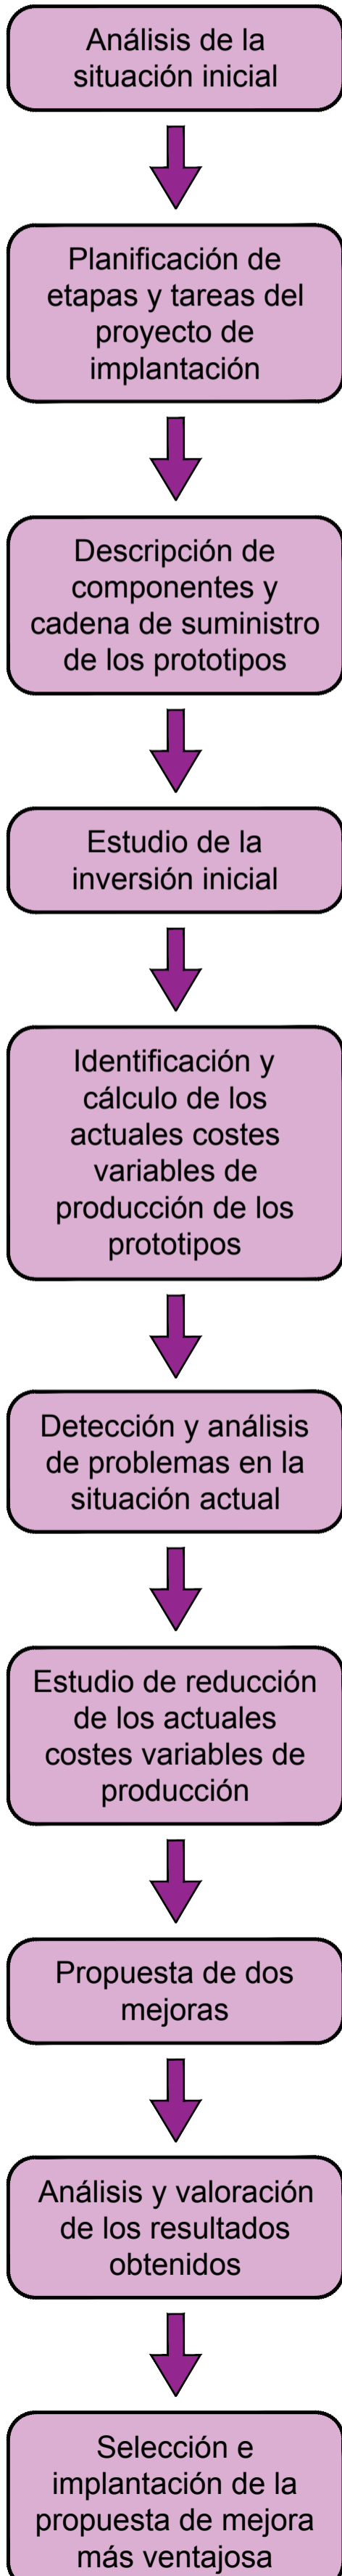 Análisis de la
situación inicial
Planificación de
etapas y tareas del
proyecto de
implantación
Descripción de
componentes y
cadena de suministro
de los prototipos
Estudio de la
inversión inicial
Identificación y
cálculo de los
actuales costes
variables de
producción de los
prototipos
Detección y análisis
de problemas en la
situación actual
Estudio de reducción
de los actuales
costes variables de
producción
Propuesta de dos
mejoras
Análisis y valoración
de los resultados
obtenidos
Selección e
implantación de la
propuesta de mejora
más ventajosa